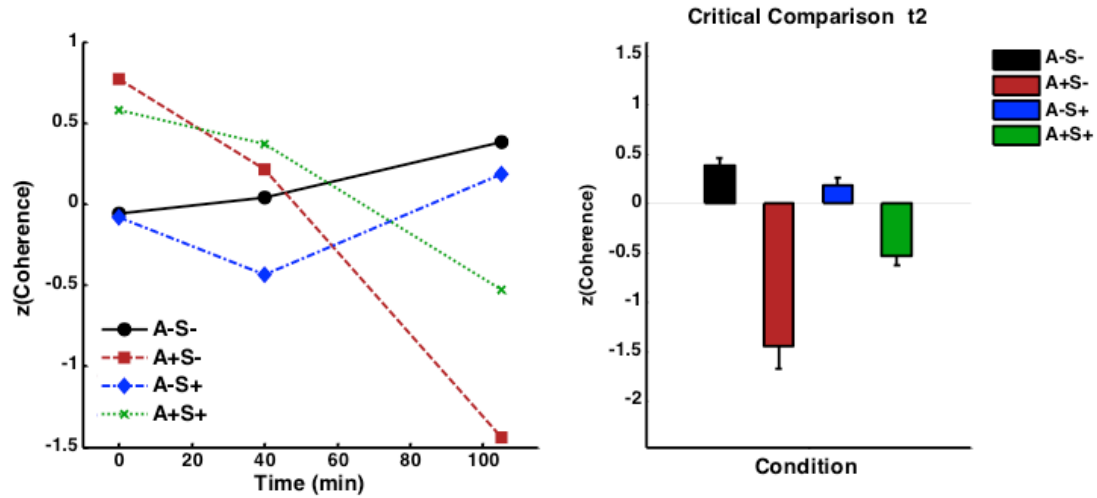 1
0.5
0
-0.5
-1
-1.5
z(Coherence)
A-S-
A+S-
A-S+
A+S+
0 20 40 60 80 100
Time (min)
Critical Comparison t2
1.5
1
0.5
0
-0.5
-1
-1.5
-2
z(Coherence)
Condition
A-S-
A+S-
A-S+
A+S+